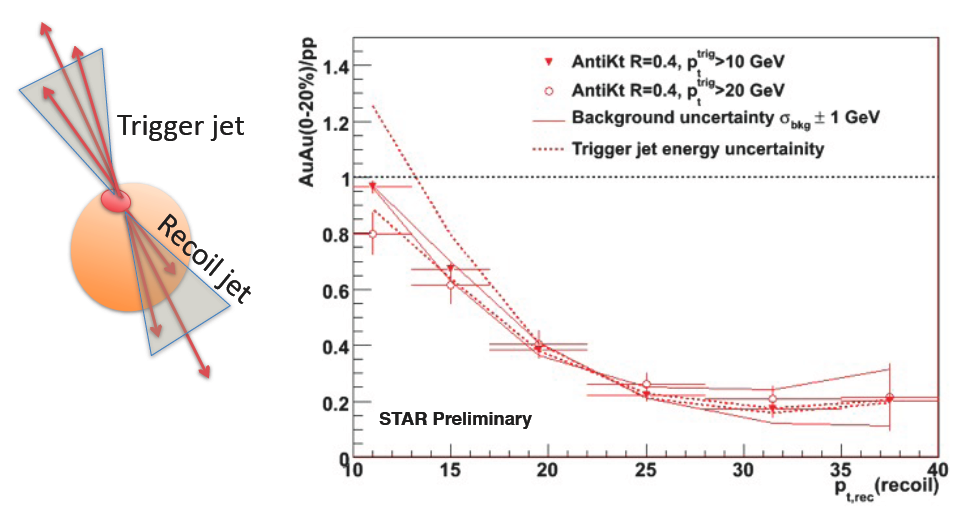 Trigger jet
Recoil jet
AuAu(0-20%)/pp
1.4
1.2
1
0.8
0.6
0.4
0.2
0
AntiKt R=0.4, p_t^trig>10 GeV
AntiKt R=0.4, p_t^trig>20 GeV
Background uncertainty σ_bkg ± 1 GeV
Trigger jet energy uncertainity
STAR Preliminary
10 15 20 25 30 35 40
p_t,rec(recoil)